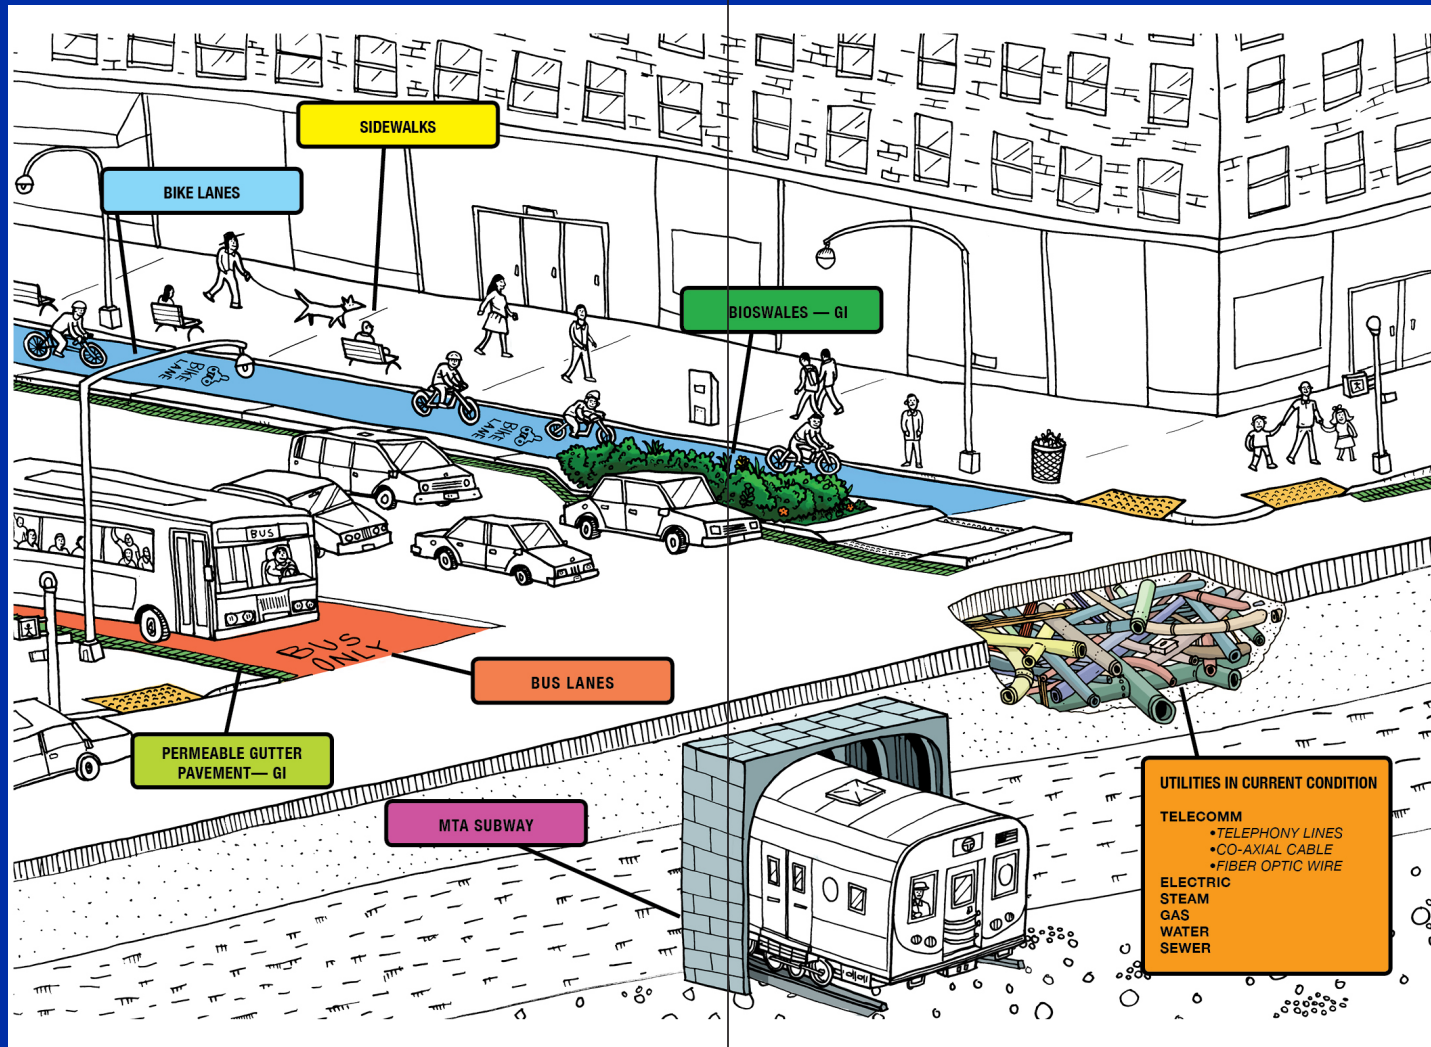 SIDEWALKS
BIKE LANES
BIOSWALES — GI
BIKE
LANE
BIKE
LANE
BUS
BUS
ONLY
BUS LANES
PERMEABLE GUTTER
PAVEMENT— GI
MTA SUBWAY
UTILITIES IN CURRENT CONDITION
TELECOMM
•TELEPHONY LINES
•CO-AXIAL CABLE
•FIBER OPTIC WIRE
ELECTRIC
STEAM
GAS
WATER
SEWER